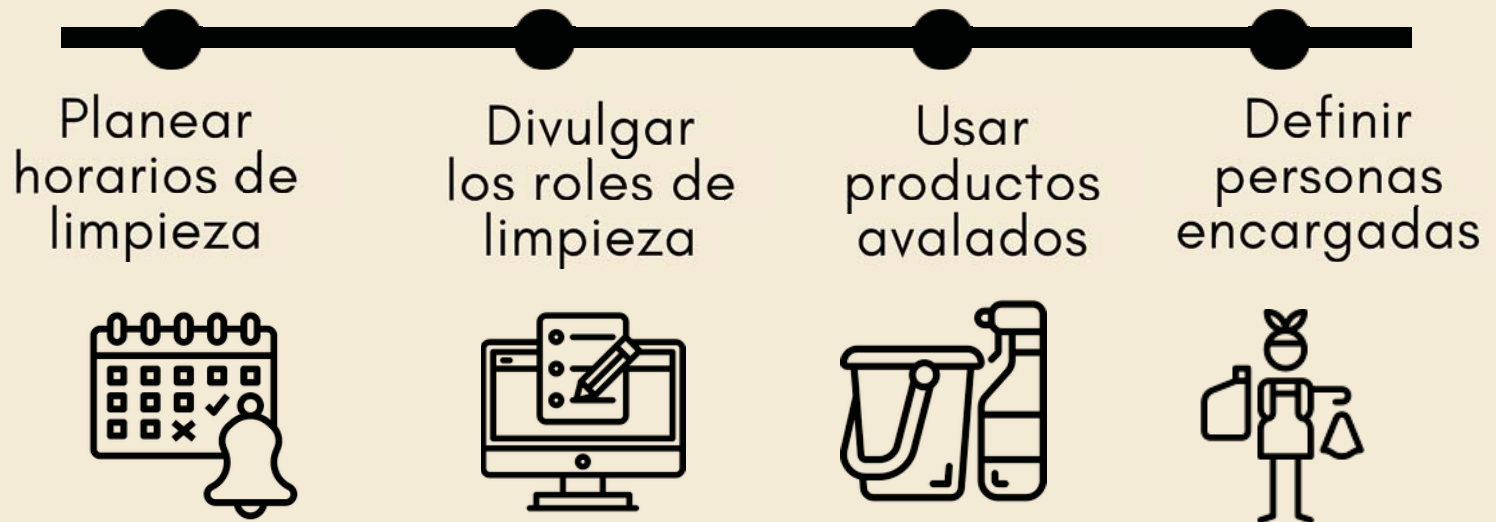 Planear
horarios de
limpieza
Divulgar
los roles de
limpieza
Usar
productos
avalados
Definir
personas
encargadas